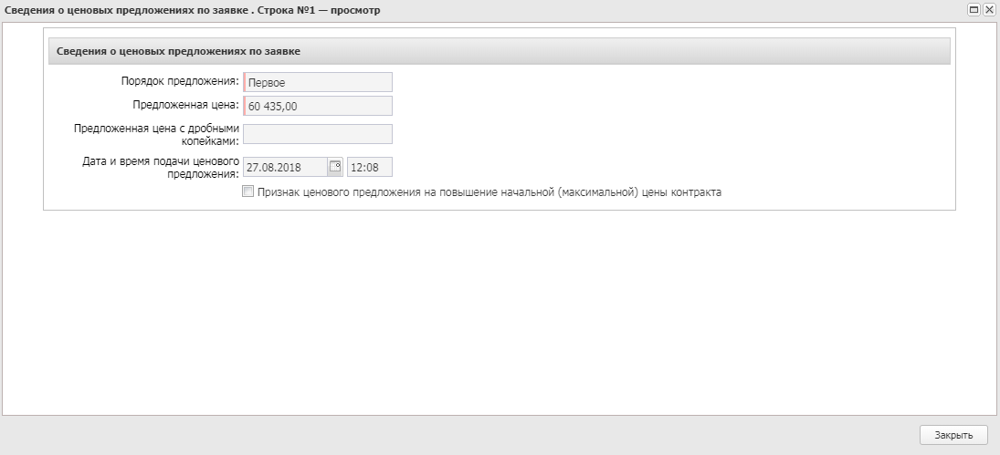 Сведения о ценовых предложениях по заявке . Строка №1 — просмотр
Сведения о ценовых предложениях по заявке
Порядок предложения: Первое
Предложенная цена: 60 435,00
Предложенная цена с дробными
копейками:
Дата и время подачи ценового
предложения: 27.08.2018 12:08
Признак ценового предложения на повышение начальной (максимальной) цены контракта
Закрыть